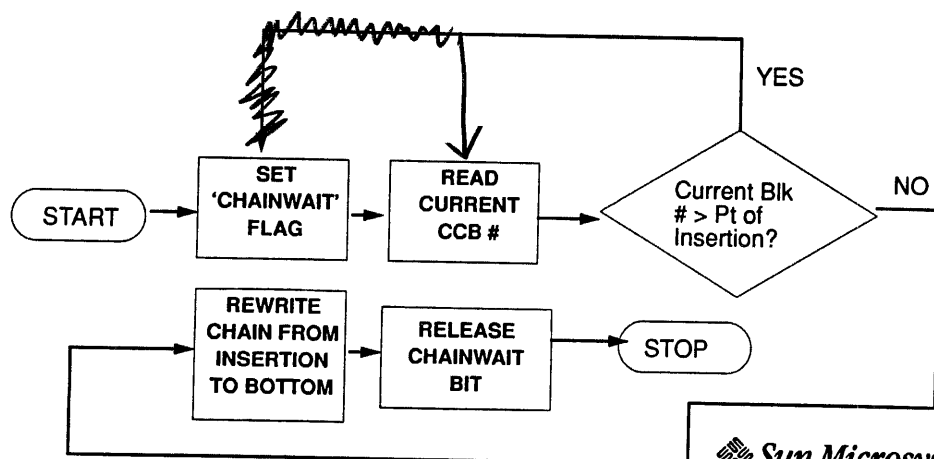 YES
START
SET
'CHAINWAIT'
FLAG
READ
CURRENT
CCB #
Current Blk
# > Pt of
Insertion?
NO
REWRITE
CHAIN FROM
INSERTION
TO BOTTOM
RELEASE
CHAINWAIT
BIT
STOP
Sun